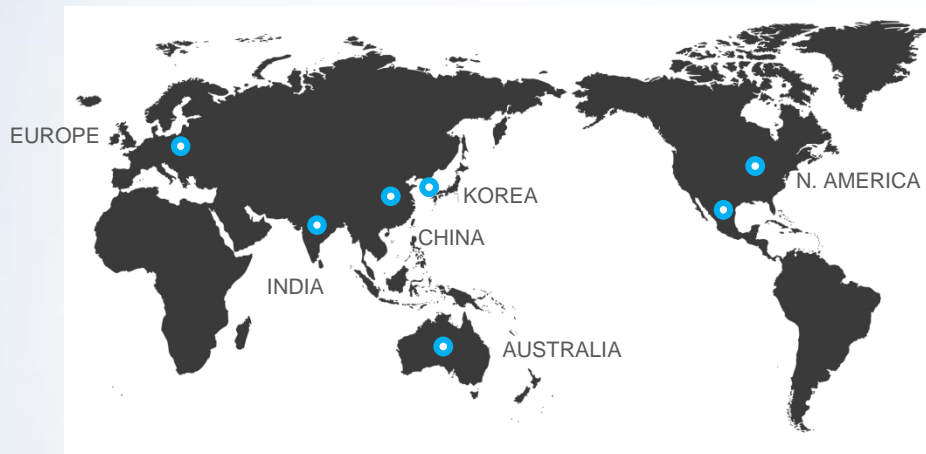 EUROPE
KOREA
N. AMERICA
CHINA
INDIA
AUSTRALIA